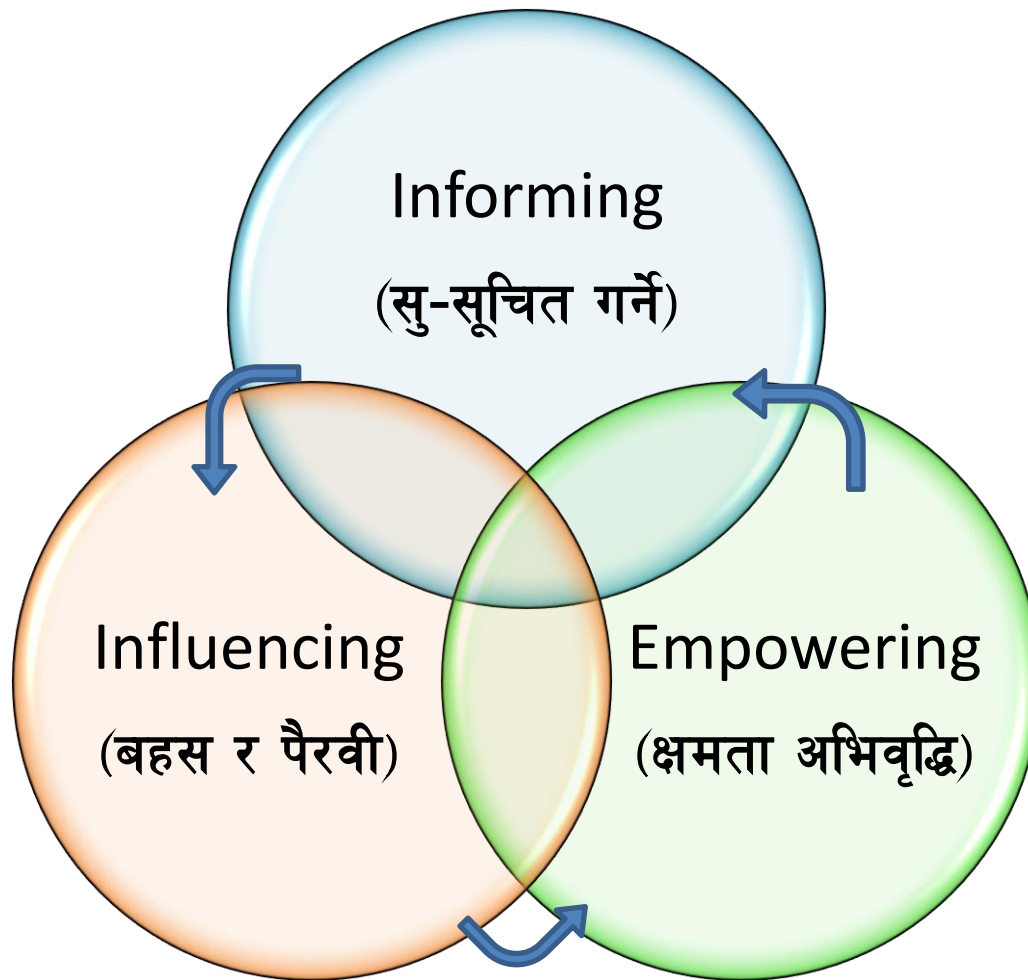 Informing
(सु-सूचित गर्ने)
Influencing
(बहस र पैरवी)
Empowering
(क्षमता अभिवृद्धि)